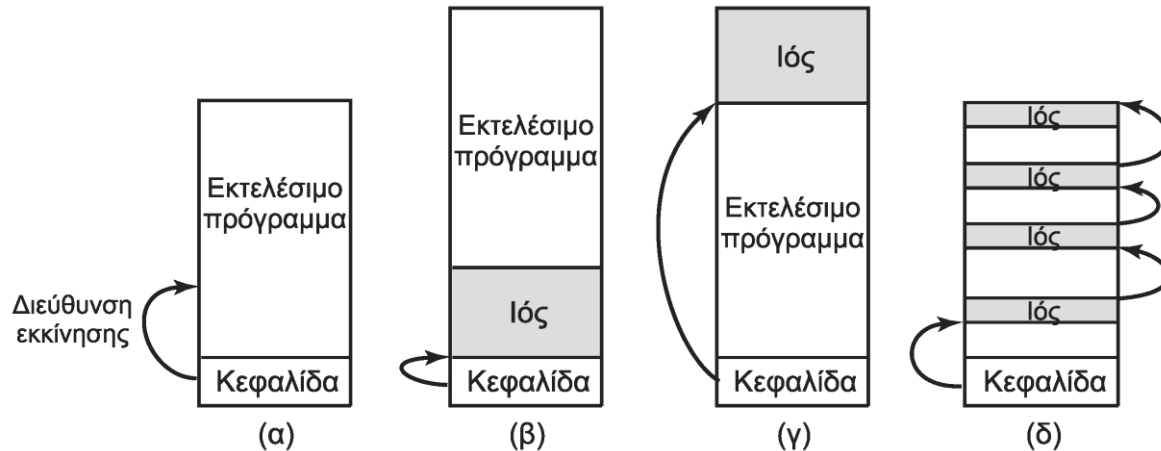 Εκτελέσιμο
πρόγραμμα
Διεύθυνση
εκκίνησης
Κεφαλίδα
(α)
Εκτελέσιμο
πρόγραμμα
Ιός
Κεφαλίδα
(β)
Ιός
Εκτελέσιμο
πρόγραμμα
Κεφαλίδα
(γ)
Ιός
Ιός
Ιός
Ιός
Κεφαλίδα
(δ)